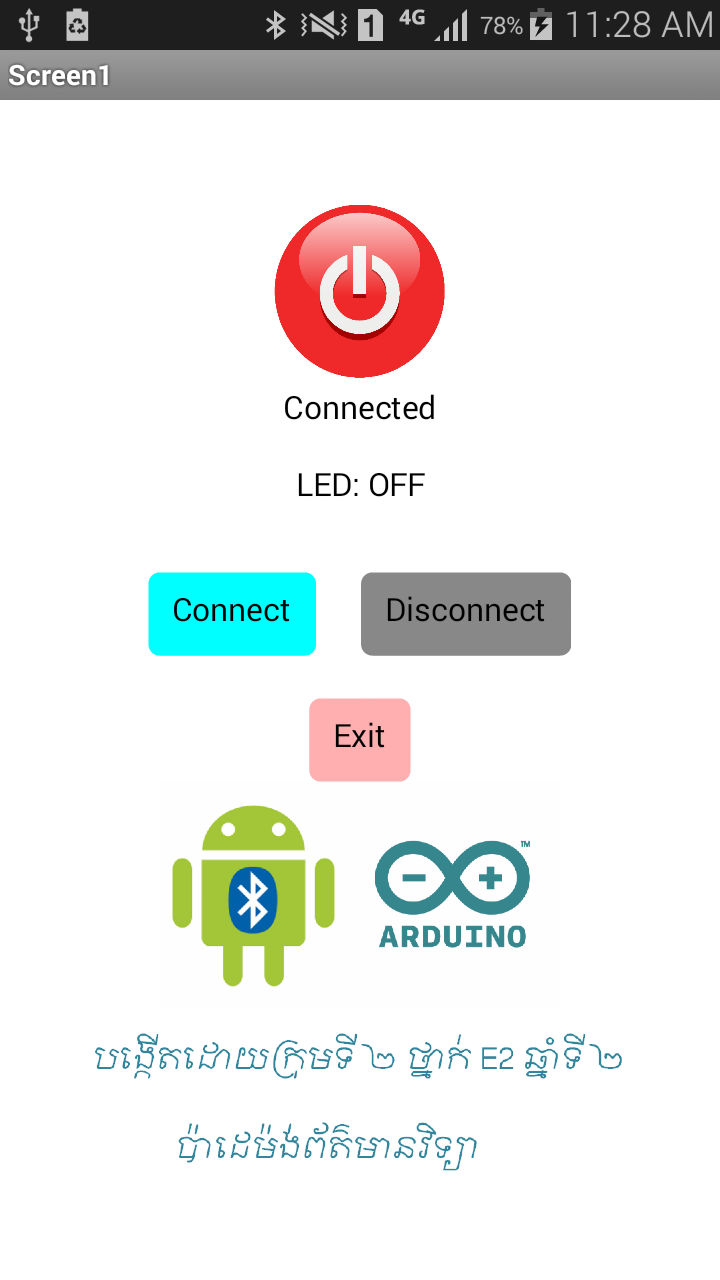 1 4G 78% 11:28 AM
Screen1
Connected
LED: OFF
Connect Disconnect
Exit
ARDUINO TM
បង្កើតដោយក្រុមទី ២ ថ្នាក់ E2 ឆ្នាំទី ២
ប៉ាដេម៉ង់ព័ត៌មានវិទ្យា